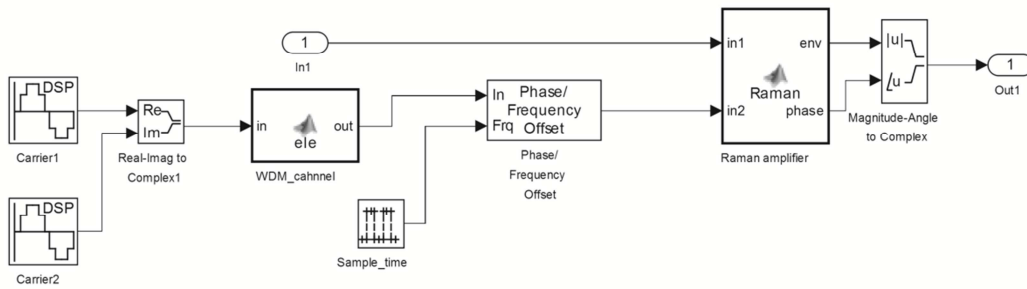 DSP
Carrier1
DSP
Carrier2
Re
Im
Real-Imag to
Complex1
in
ele
out
WDM_cahnnel
1
In1
Sample_time
In
Frq
Phase/
Frequency
Offset
Phase/
Frequency
Offset
in1
in2
Raman
env
phase
Raman amplifier
|u|
∠u
Magnitude-Angle
to Complex
1
Out1